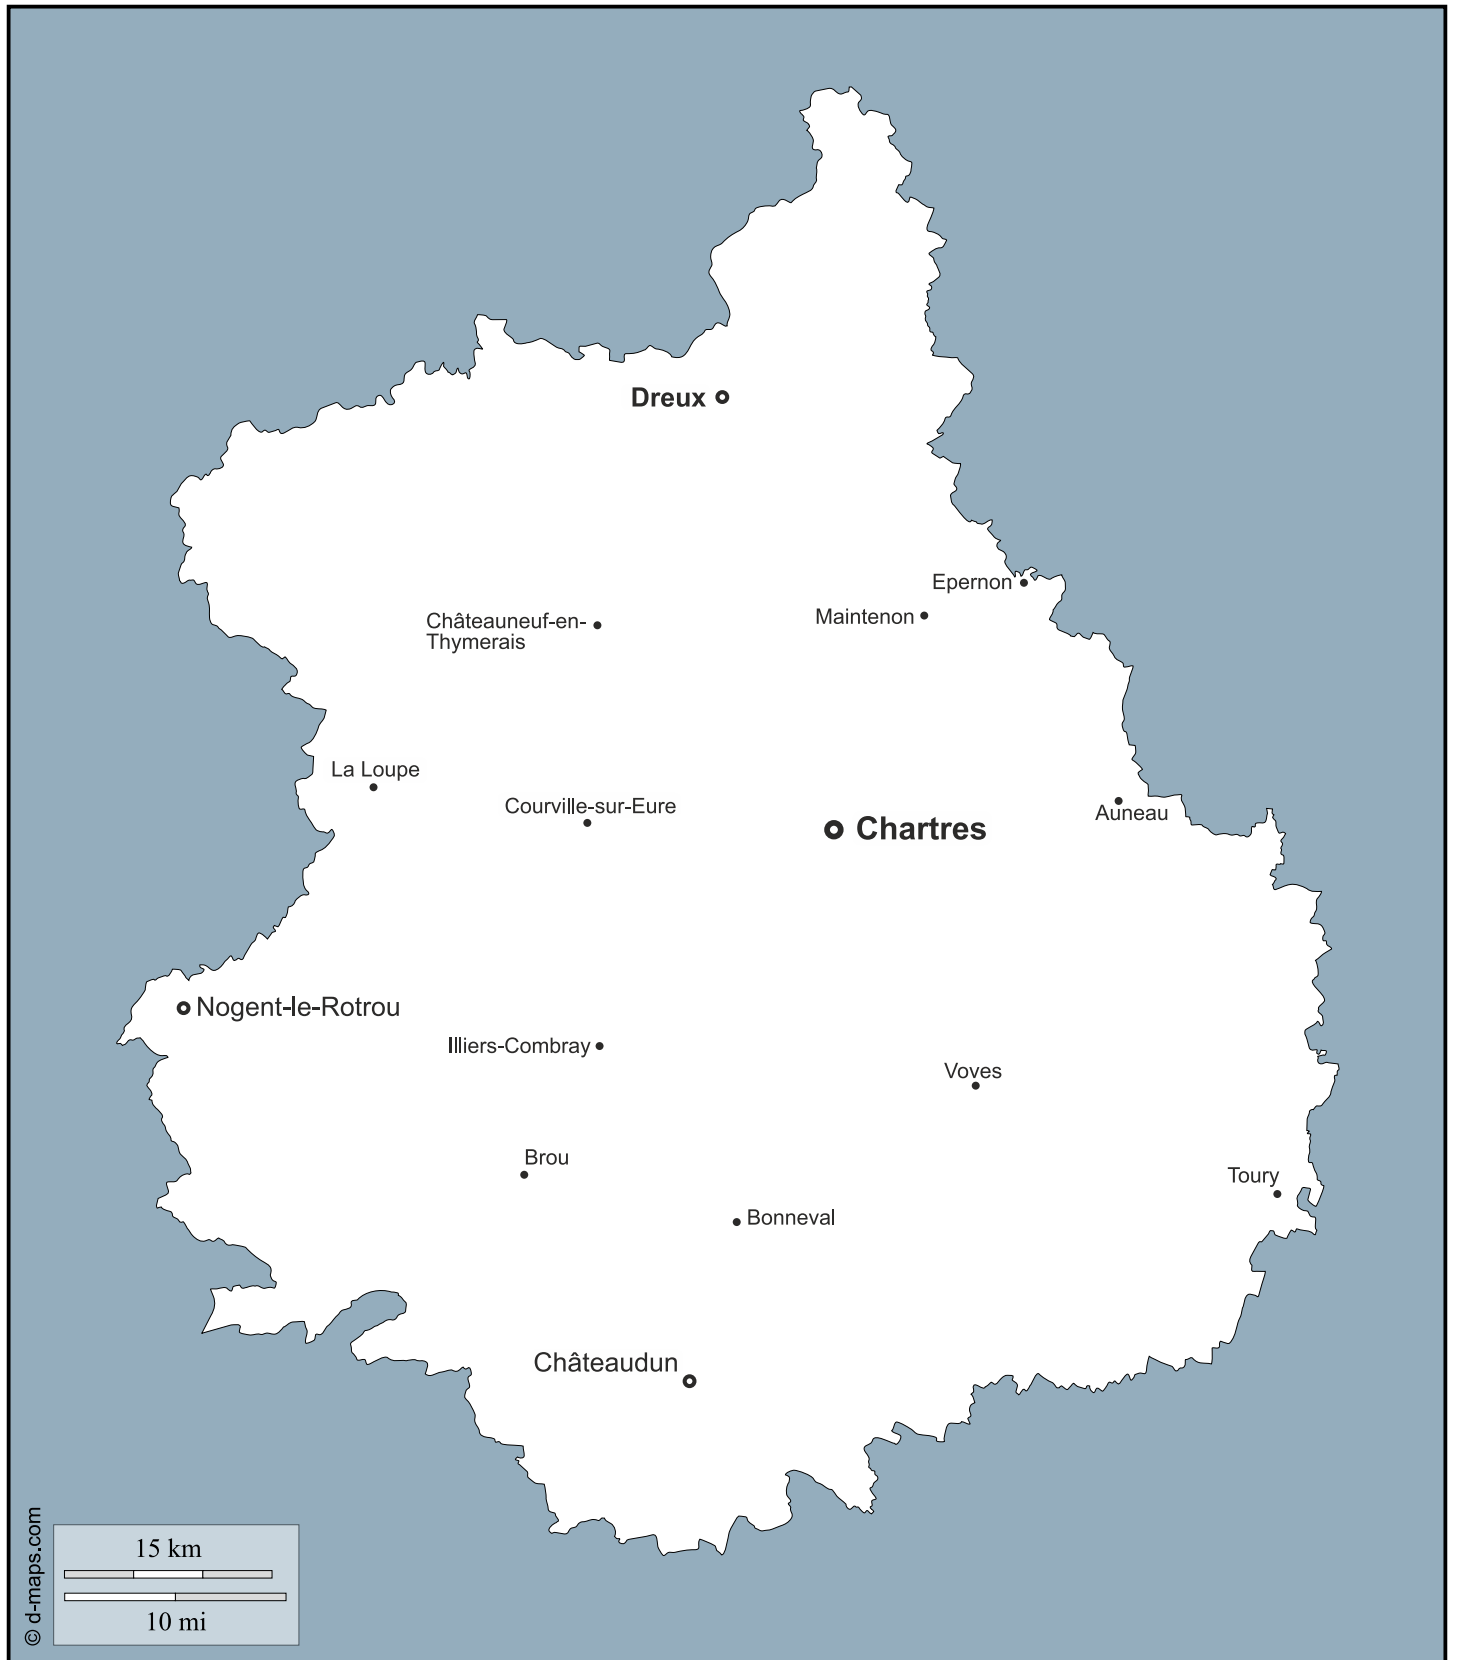 Dreux
Epernon
Maintenon
Châteauneuf-en-
Thymerais
La Loupe
Courville-sur-Eure
Auneau
Chartres
Nogent-le-Rotrou
Illiers-Combray
Voves
Brou
Toury
Bonneval
Châteaudun
15 km
10 mi
© d-maps.com